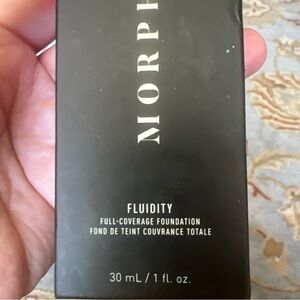 MORPH
FLUIDITY
FULL-COVERAGE FOUNDATION
FOND DE TEINT COUVRANCE TOTALE
30 mL / 1 fl. oz.